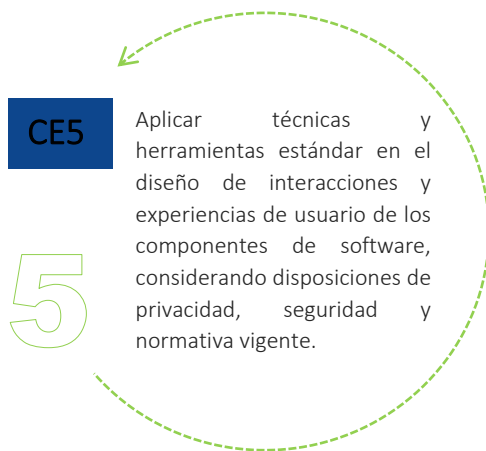 CE5
Aplicar técnicas y
herramientas estándar en el
diseño de interacciones y
experiencias de usuario de los
componentes de software,
considerando disposiciones de
privacidad, seguridad y
normativa vigente.
5